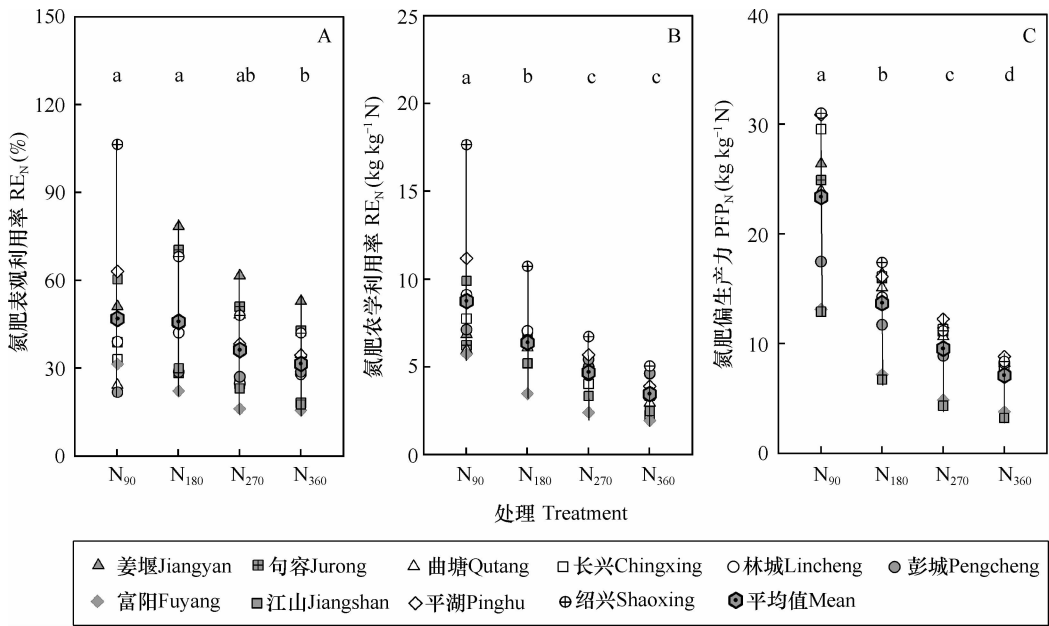 150
120
90
60
30
0
氮肥表观利用率 REN (%)
A
a a ab b
N90 N180 N270 N360
25
20
15
10
5
0
氮肥农学利用率 REN (kg kg⁻¹ N)
B
a b c c
N90 N180 N270 N360
40
30
20
10
0
氮肥偏生产力 PFPN (kg kg⁻¹ N)
C
a b c d
N90 N180 N270 N360
处理 Treatment
姜堰Jiangyan 句容Jurong 曲塘Qutang 长兴Chingxing 林城Lincheng 彭城Pengcheng
富阳Fuyang 江山Jiangshan 平湖Pinghu 绍兴Shaoxing 平均值Mean